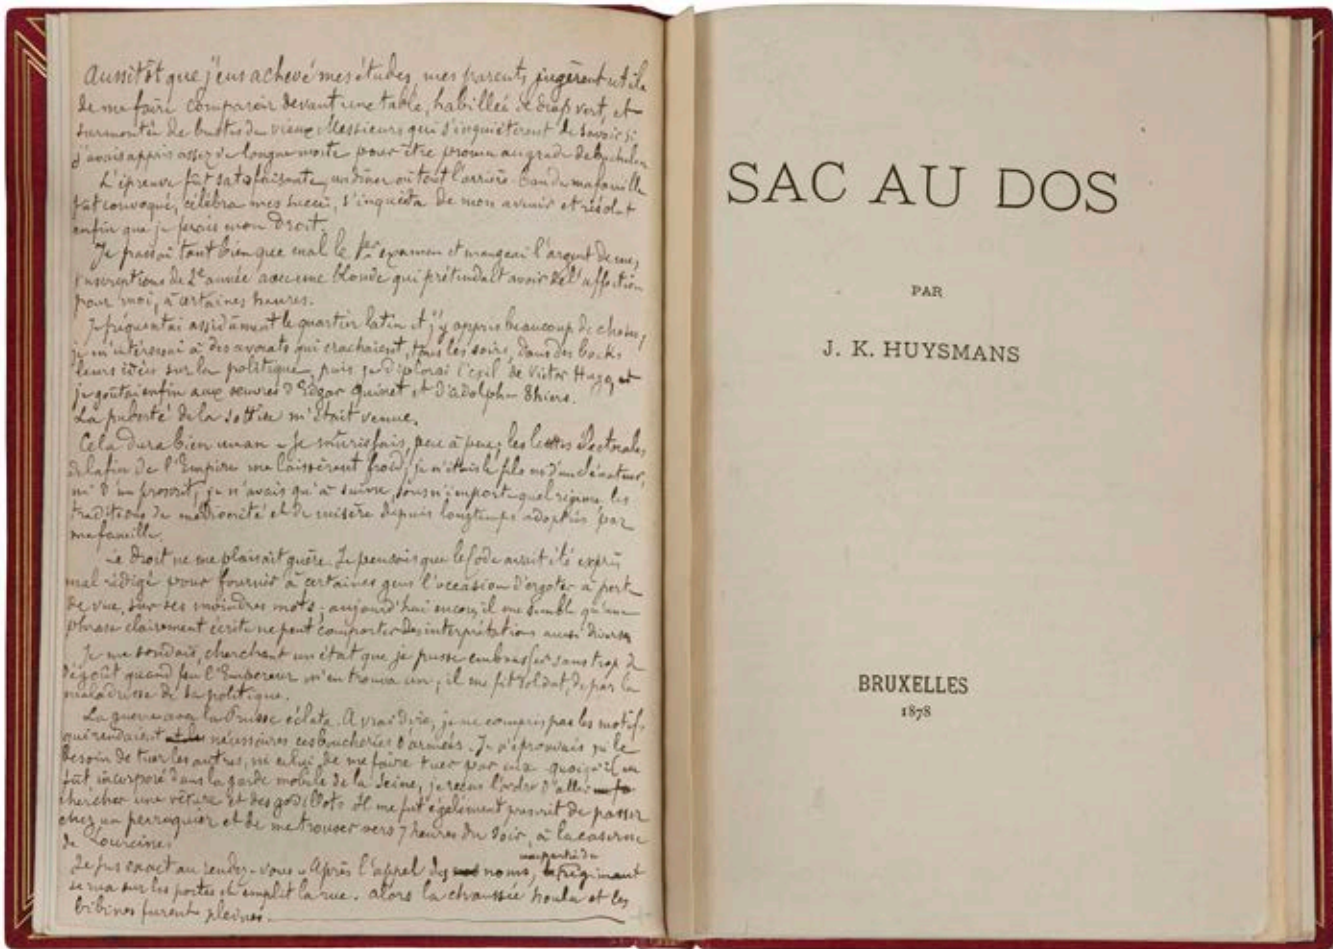 Aussitôt que j'eus achevé mes études, mes parents jugèrent utile
de me faire comparoir devant une table, habillée de drap vert, et
surmontée de bustes de vieux Messieurs qui s'inquiétèrent de savoir si
j'avais appris assez de langue morte pour être promu au grade de bachelier
L'épreuve fut satisfaisante, un dîner où tout l'arrière-ban de ma famille
fut convoqué, célébra mes succès, s'inquiéta de mon avenir et résolut
enfin que je ferais mon Droit.
Je passai tant bien que mal le 1er examen et mangeai l'argent de mes
inscriptions de 2e année avec une blonde qui prétendait avoir de l'affection
pour moi, à certaines heures.
Je fréquentai assidûment le quartier latin et j'y appris beaucoup de choses,
je m'intéressai à des avocats qui crachaient, tous les soirs, dans des bocks
leurs idées sur la politique, puis je déplorai l'exil de Victor Hugo, et
je goûtai enfin aux œuvres d'Edgar Quinet et d'adolphe Thiers.
La puberté de la sottise m'était venue.
Cela dura bien un an - Je mûrissais, peu à peu; les luttes électorales
de la fin de l'Empire me laissèrent froid, je n'étais le fils ni d'un sénateur,
ni d'un proscrit, je n'avais qu'à suivre, sous n'importe quel régime les
traditions de médiocrité et de misère depuis longtemps adoptées par
ma famille.
Le Droit ne me plaisait guère. Je pensais que le Code avait été exprès
mal rédigé pour fournir à certaines gens l'occasion d'ergoter à perte
de vue, sur ses moindres mots; aujourd'hui encore, il me semble qu'une
phrase clairement écrite ne peut comporter des interprétations aussi diverses
Je me sondais, cherchant un état que je pusse embrasser sans trop de
dégoût quand feu l'Empereur m'en trouva un; il me fit soldat, de par la
maladresse de sa politique.
La guerre avec la Prusse éclata. A vrai dire, je ne compris pas les motifs
qui rendaient nécessaires ces boucheries d'armées. Je n'éprouvais ni le
besoin de tuer les autres, ni celui de me faire tuer par eux - quoiqu'il en
fût, incorporé dans la garde mobile de la Seine, je reçus l'ordre d'aller
chercher une vêture et des godillots Il me fut également prescrit de passer
chez un perruquier et de me trouver vers 7 heures du soir, à la caserne
de Lourcines
Je fus exact au rendez-vous - Après l'appel des noms, une partie du régiment
se rua sur les portes et emplit la rue. alors la chaussée houla et les
bibines furent pleines.
SAC AU DOS
PAR
J. K. HUYSMANS
BRUXELLES
1878